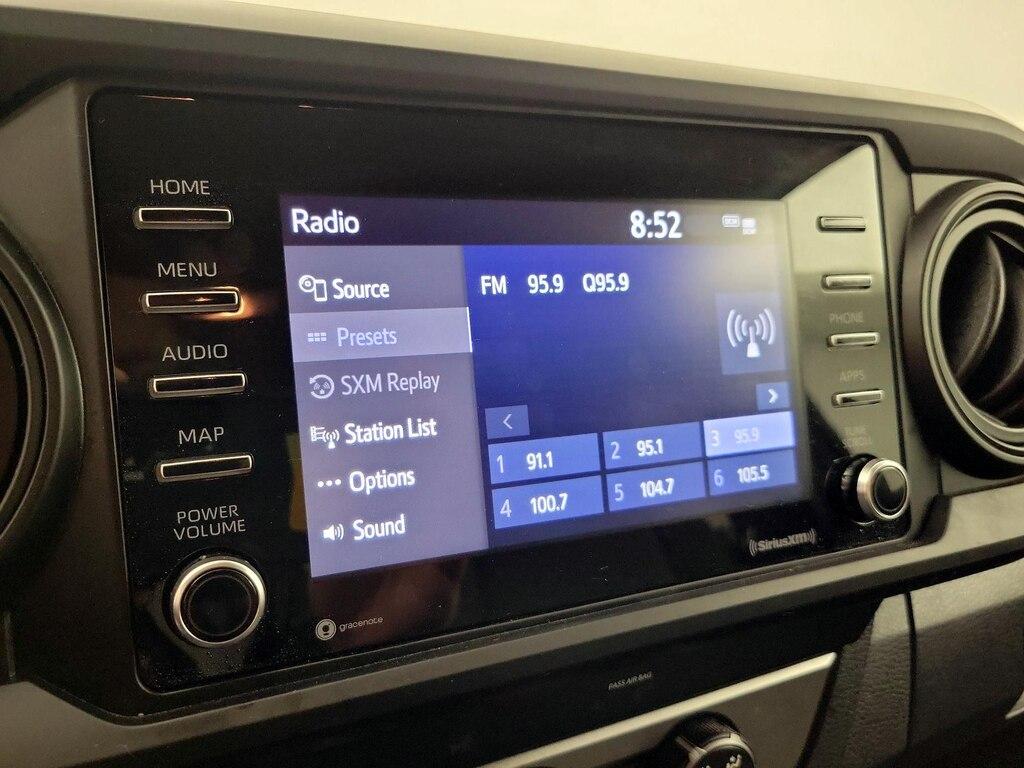 HOME
MENU
AUDIO
MAP
POWER
VOLUME
Radio
8:52
Source
Presets
SXM Replay
Station List
Options
Sound
FM 95.9 Q95.9
1 91.1
2 95.1
3 95.9
4 100.7
5 104.7
6 105.5
PHONE
APPS
SCROLL
SiriusXM
gracenote
PASS AIR BAG